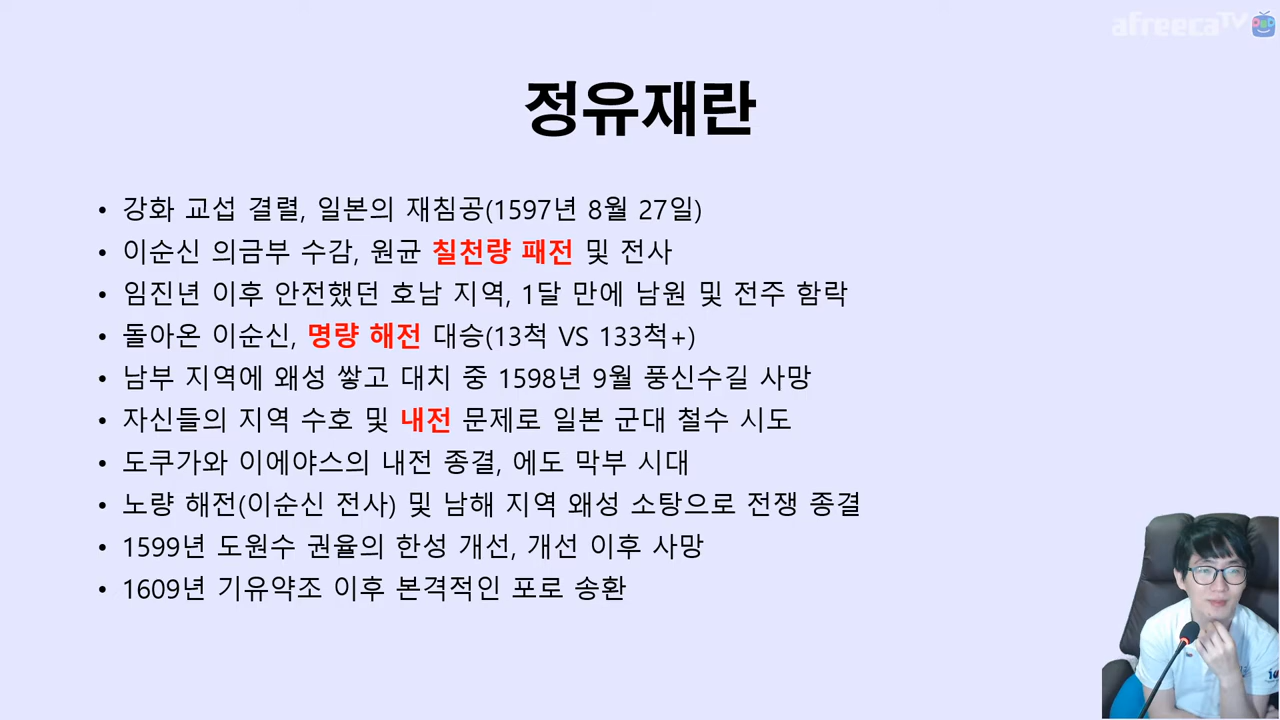 afreecaTV
정유재란
• 강화 교섭 결렬, 일본의 재침공(1597년 8월 27일)
• 이순신 의금부 수감, 원균 칠천량 패전 및 전사
• 임진년 이후 안전했던 호남 지역, 1달 만에 남원 및 전주 함락
• 돌아온 이순신, 명량 해전 대승(13척 VS 133척+)
• 남부 지역에 왜성 쌓고 대치 중 1598년 9월 풍신수길 사망
• 자신들의 지역 수호 및 내전 문제로 일본 군대 철수 시도
• 도쿠가와 이에야스의 내전 종결, 에도 막부 시대
• 노량 해전(이순신 전사) 및 남해 지역 왜성 소탕으로 전쟁 종결
• 1599년 도원수 권율의 한성 개선, 개선 이후 사망
• 1609년 기유약조 이후 본격적인 포로 송환